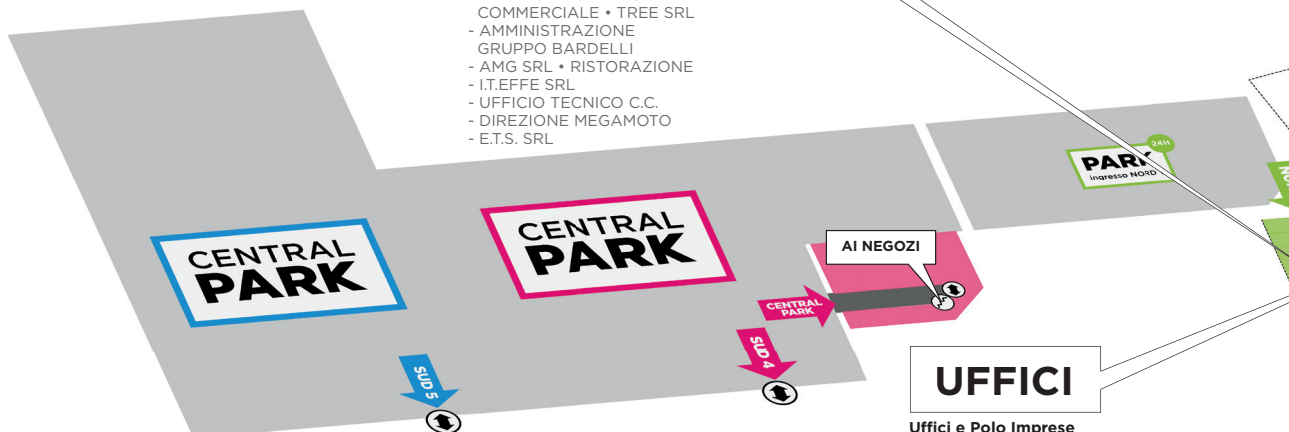 COMMERCIALE • TREE SRL
- AMMINISTRAZIONE
GRUPPO BARDELLI
- AMG SRL • RISTORAZIONE
- I.T.EFFE SRL
- UFFICIO TECNICO C.C.
- DIREZIONE MEGAMOTO
- E.T.S. SRL
24H
PARK
ingresso NORD
CENTRAL
PARK
CENTRAL
PARK
AI NEGOZI
CENTRAL
PARK
SUD 4
SUD 5
UFFICI
Uffici e Polo Imprese